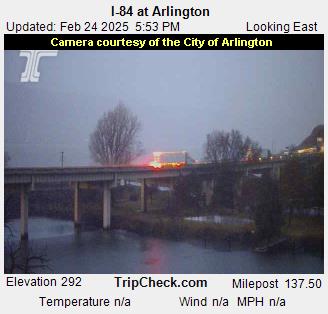 I-84 at Arlington
Updated: Feb 24 2025 5:53 PM Looking East
Camera courtesy of the City of Arlington
Elevation 292 TripCheck.com Milepost 137.50
Temperature n/a Wind n/a MPH n/a